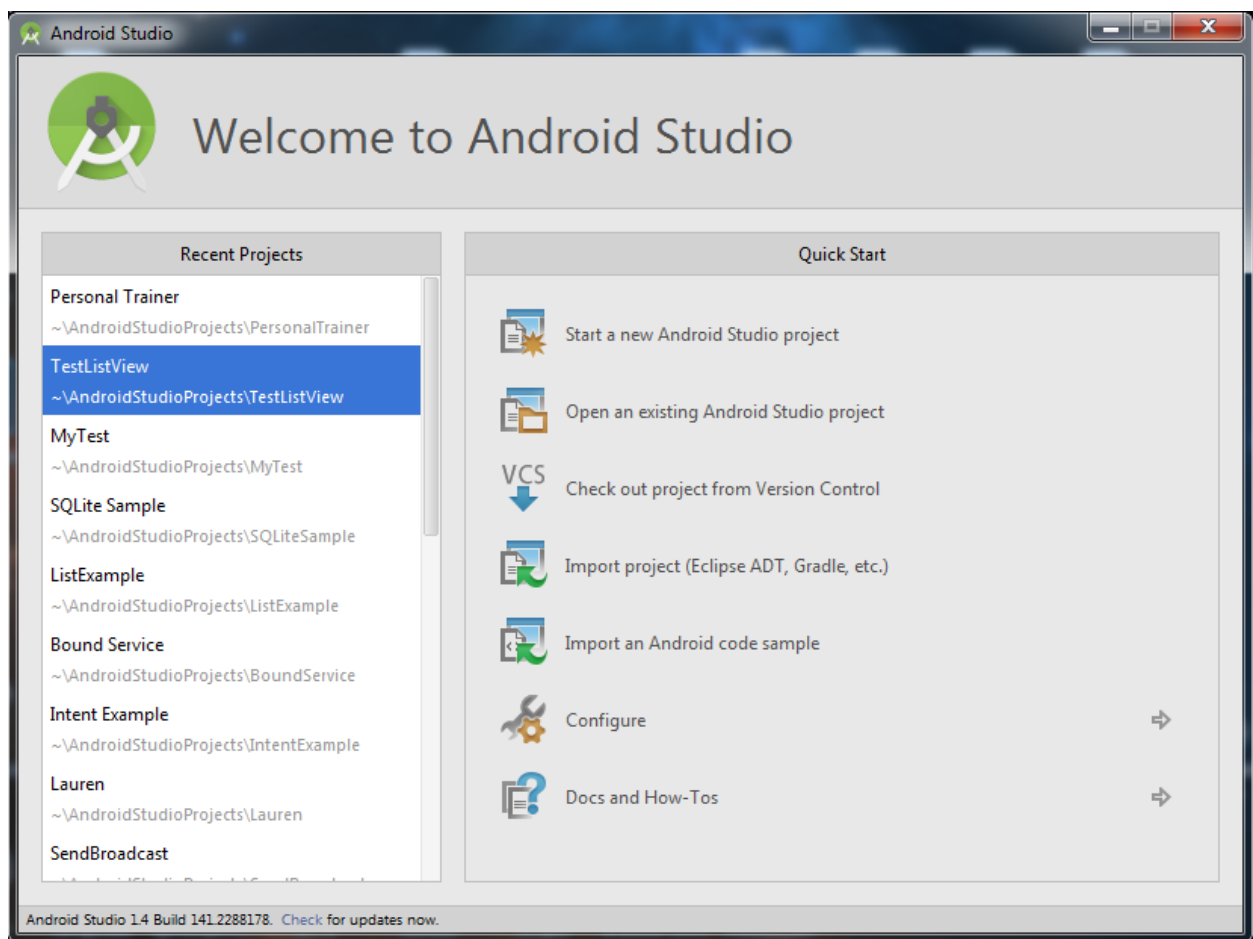 Android Studio
Welcome to Android Studio
Recent Projects
Personal Trainer
~\AndroidStudioProjects\PersonalTrainer
TestListView
~\AndroidStudioProjects\TestListView
MyTest
~\AndroidStudioProjects\MyTest
SQLite Sample
~\AndroidStudioProjects\SQLiteSample
ListExample
~\AndroidStudioProjects\ListExample
Bound Service
~\AndroidStudioProjects\BoundService
Intent Example
~\AndroidStudioProjects\IntentExample
Lauren
~\AndroidStudioProjects\Lauren
SendBroadcast
Quick Start
Start a new Android Studio project
Open an existing Android Studio project
VCS
Check out project from Version Control
Import project (Eclipse ADT, Gradle, etc.)
Import an Android code sample
Configure
Docs and How-Tos
Android Studio 1.4 Build 141.2288178. Check for updates now.